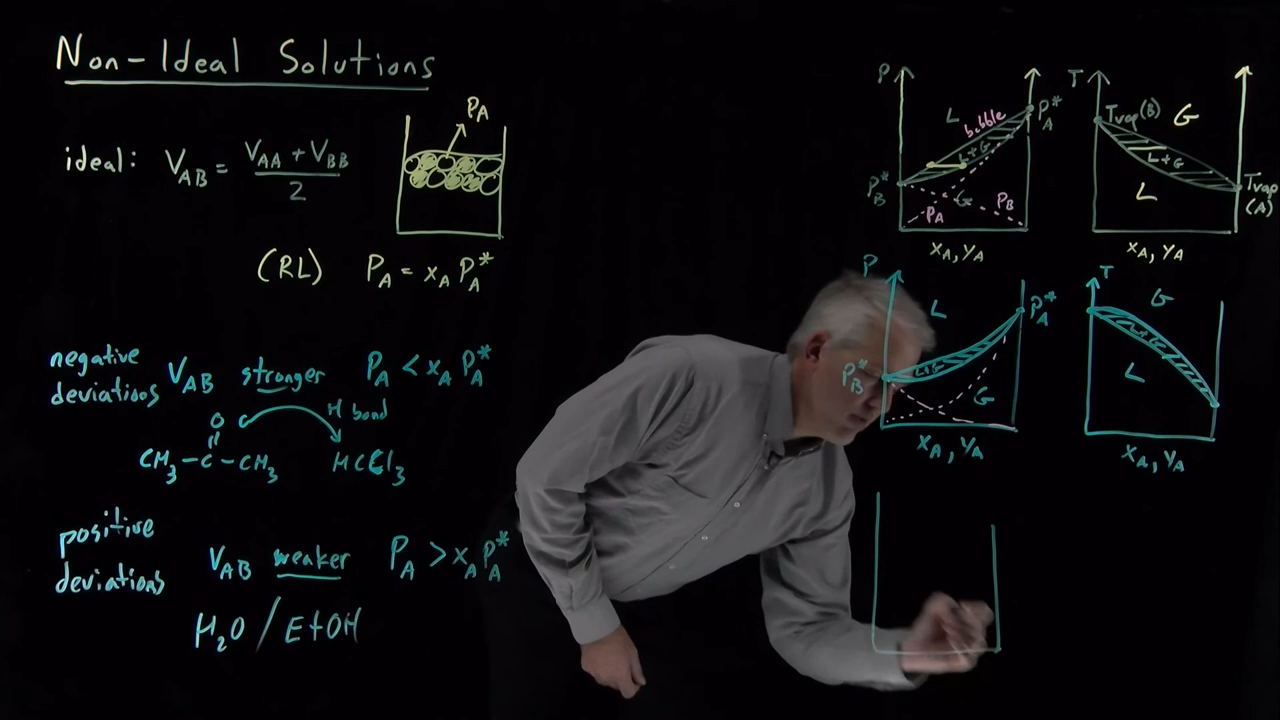 Non-Ideal Solutions
P_A
ideal: V_AB = (V_AA + V_BB) / 2
(RL) P_A = x_A P_A*
negative deviations V_AB stronger P_A < x_A P_A*
O H bond
||
CH3-C-CH3 HCCl3
positive deviations V_AB weaker P_A > x_A P_A*
H2O / EtOH
P
L bubble P_A*
L+G
P_B* G
P_A P_B
x_A, y_A
T
Tvap(B) G
L+G
L Tvap (A)
x_A, y_A
P
L P_A*
P_B* L+G
G
x_A, y_A
T
G
L+G
L
x_A, y_A